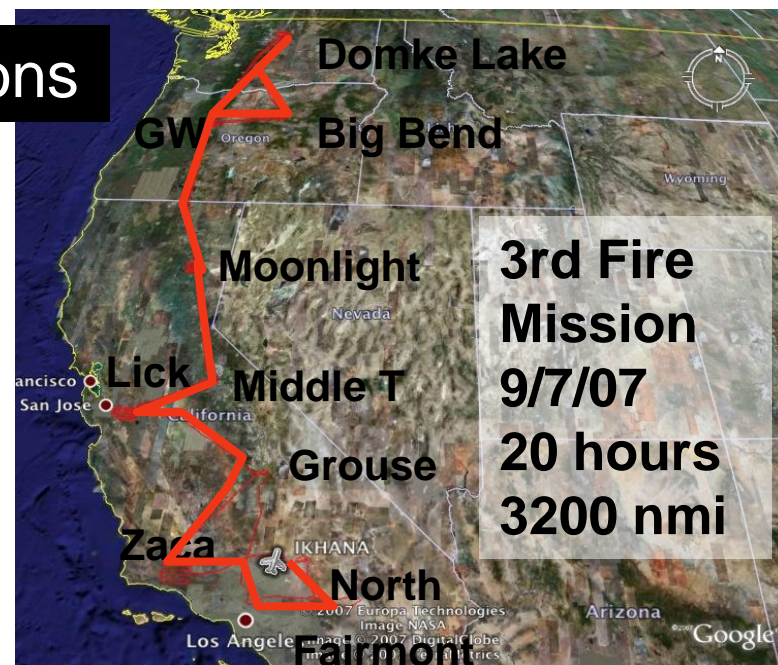 ons
N
Domke Lake
GW
Oregon
Big Bend
Wyoming
Moonlight
3rd Fire
Mission
9/7/07
20 hours
3200 nmi
Nevada
Lick
Middle T
ancisco
San Jose
California
Grouse
Zaca
IKHANA
North
© 2007 Europa Technologies
Image NASA
Arizona
Google
Los Angele
Fairmont